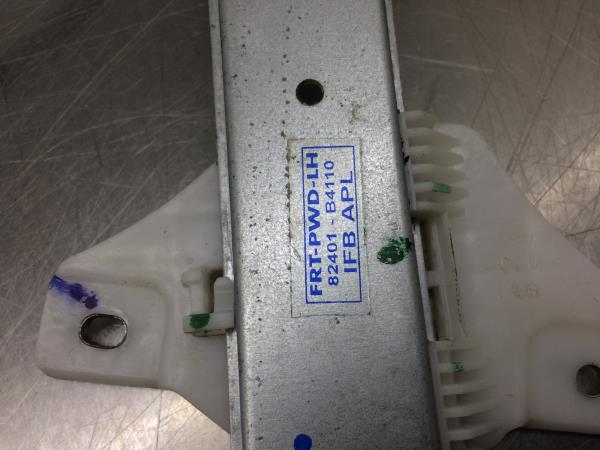 FRT-PWD-LH
82401 - B4110
IFB APL